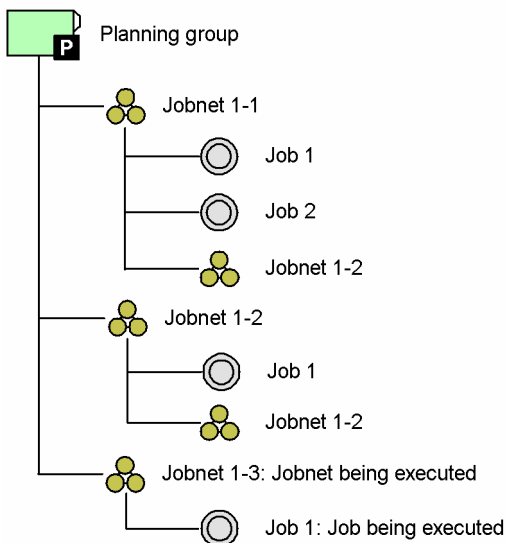 Planning group
P
Jobnet 1-1
Job 1
Job 2
Jobnet 1-2
Jobnet 1-2
Job 1
Jobnet 1-2
Jobnet 1-3: Jobnet being executed
Job 1: Job being executed